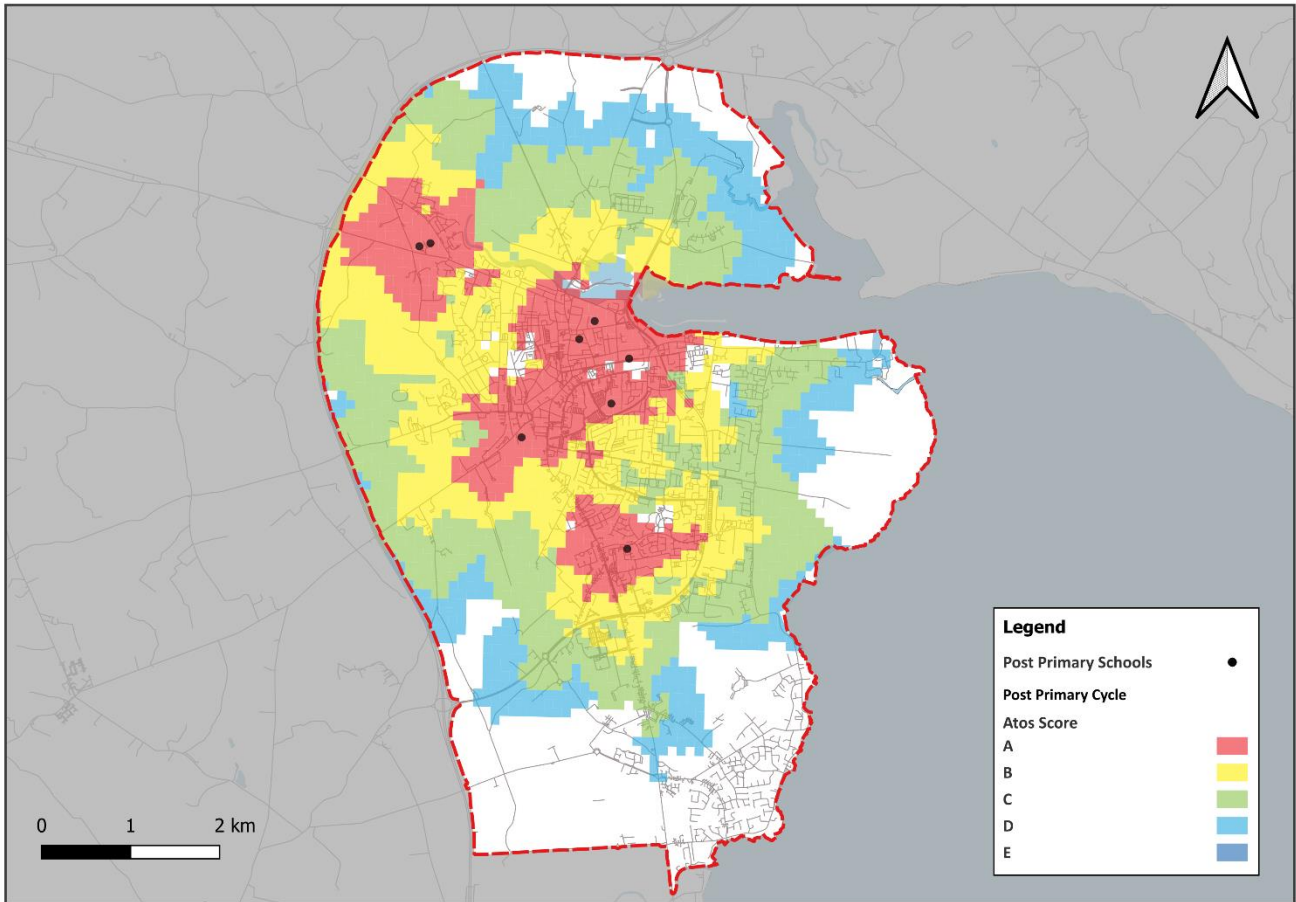 Legend
Post Primary Schools
Post Primary Cycle
Atos Score
A
B
C
D
E
0 1 2 km